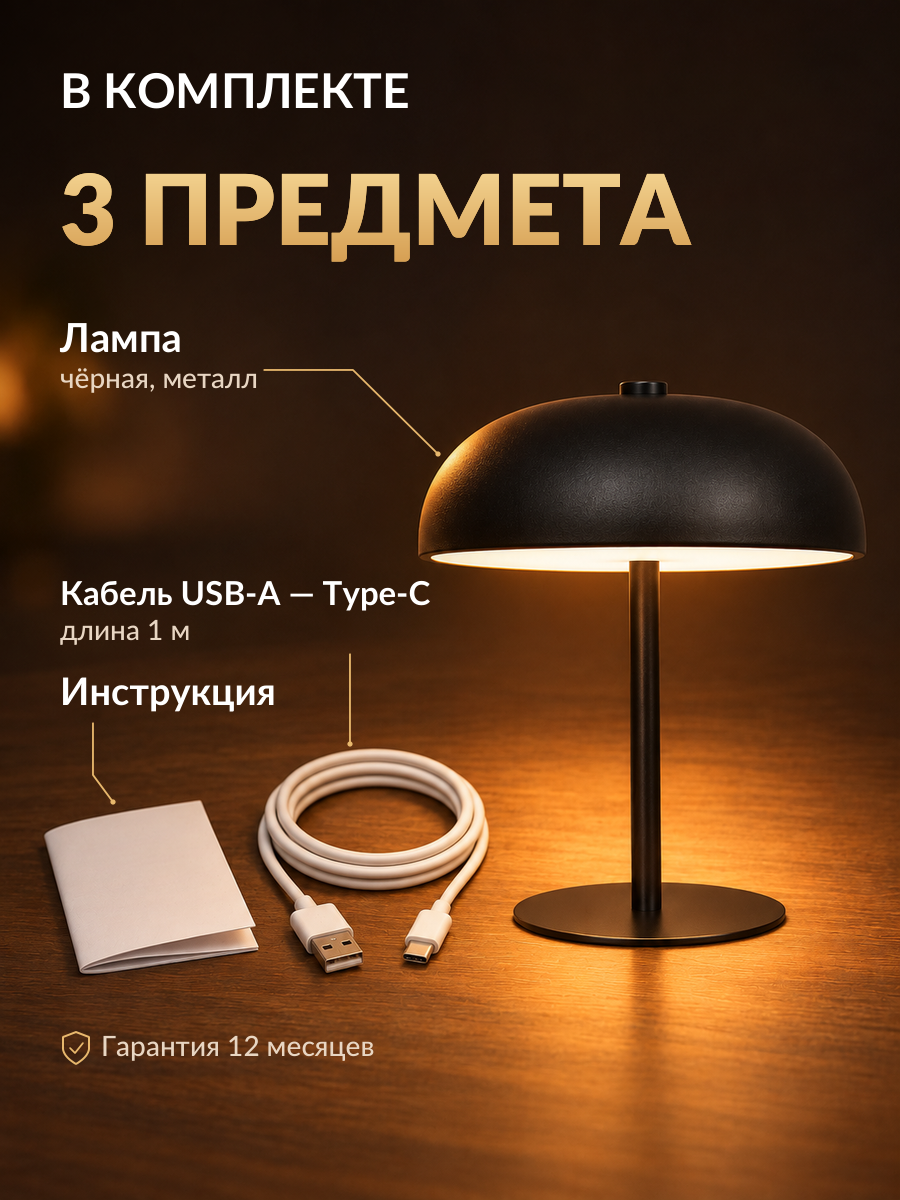 В КОМПЛЕКТЕ
3 ПРЕДМЕТА
Лампа
чёрная, металл
Кабель USB-A — Type-C
длина 1 м
Инструкция
Гарантия 12 месяцев